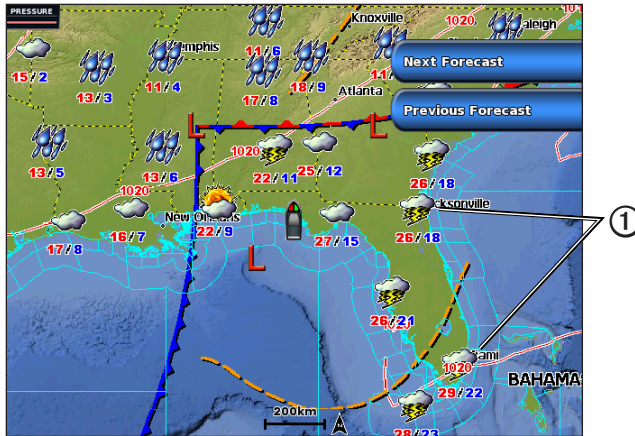 PRESSURE
Knoxville
1020
aleigh
11/6
15/2
emphis
13/3
11/4
17/8
18/9
11
Next Forecast
Atlanta
Previous Forecast
L
L
1020
13/5
13/6
22/11
25/12
26/18
1020
New Orleans
22/9
cksonville
17/8
16/7
27/15
26/18
1
L
26/21
ami
1020
29/22
BAHAMA
200km
28/23